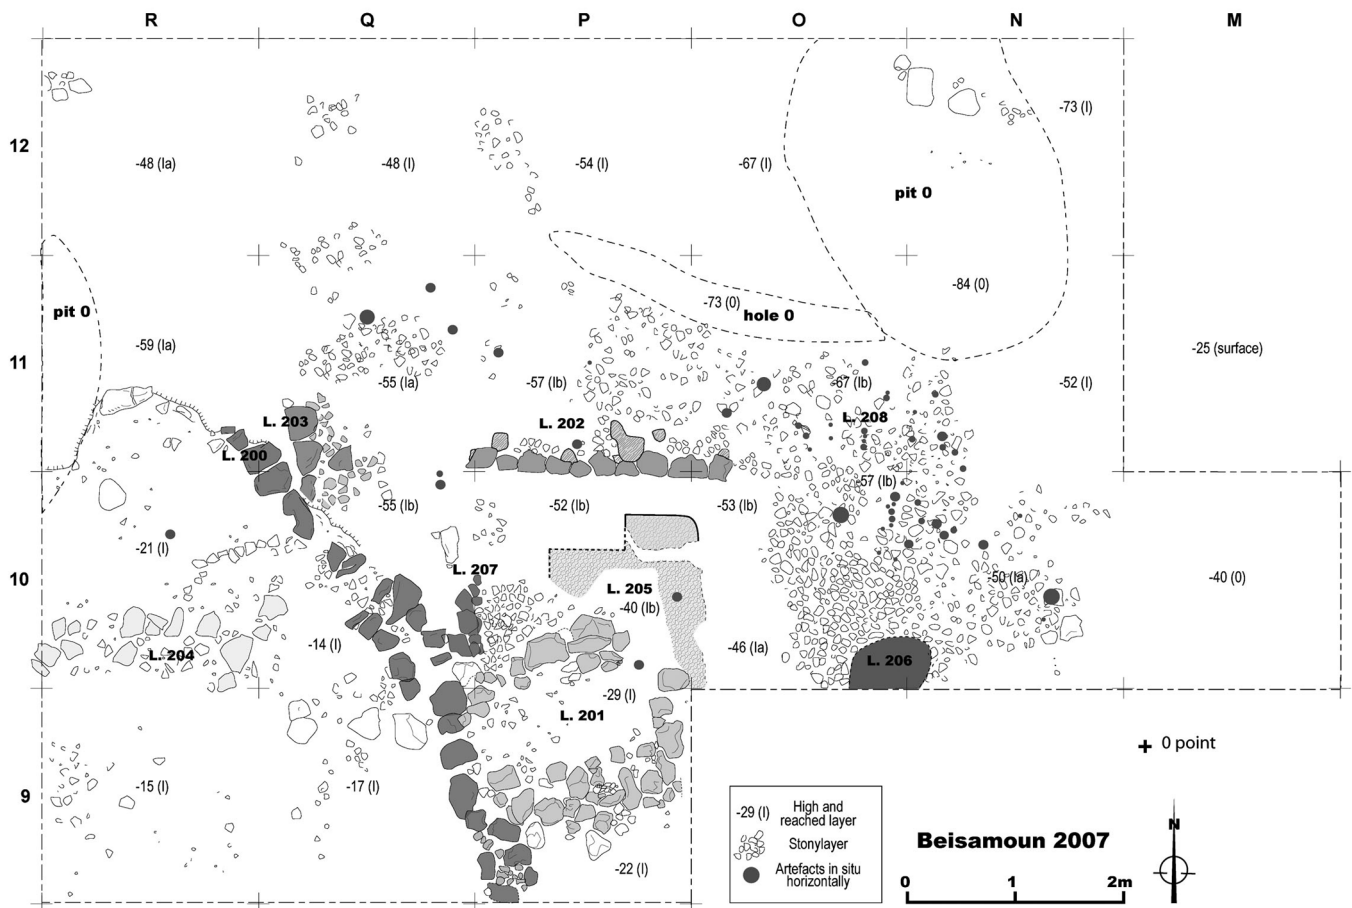 R Q P O N M
12
-73 (I)
-48 (Ia) -48 (I) -54 (I) -67 (I)
pit 0
-84 (0)
-73 (0)
pit 0 hole 0
-59 (Ia)
-25 (surface)
11
-55 (Ia) -57 (Ib) -67 (Ib) -52 (I)
L. 203 L. 202 L. 208
L. 200
-57 (Ib)
-55 (Ib) -52 (Ib) -53 (Ib)
-21 (I)
L. 207
10
-50 (Ia) -40 (0)
L. 205
-40 (Ib)
-14 (I) -46 (Ia)
L. 204 L. 206
-29 (I)
L. 201
0 point
9
-15 (I) -17 (I)
-22 (I)
-29 (I) High and
reached layer
Stonylayer
Artefacts in situ
horizontally
Beisamoun 2007
0 1 2m
N